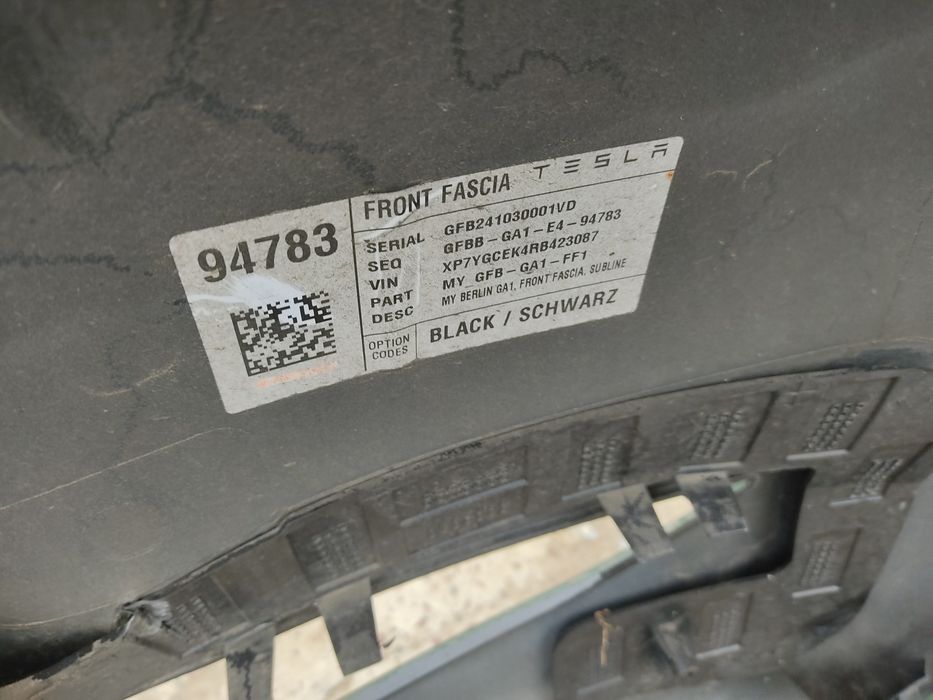 94783
FRONT FASCIA TESLA
SERIAL GFB241030001VD
SEQ GFBB-GA1-E4-94783
VIN XP7YGCEK4RB423087
PART MY_GFB-GA1-FF1
DESC MY BERLIN GA1, FRONT FASCIA, SUBLINE
OPTION CODES BLACK / SCHWARZ